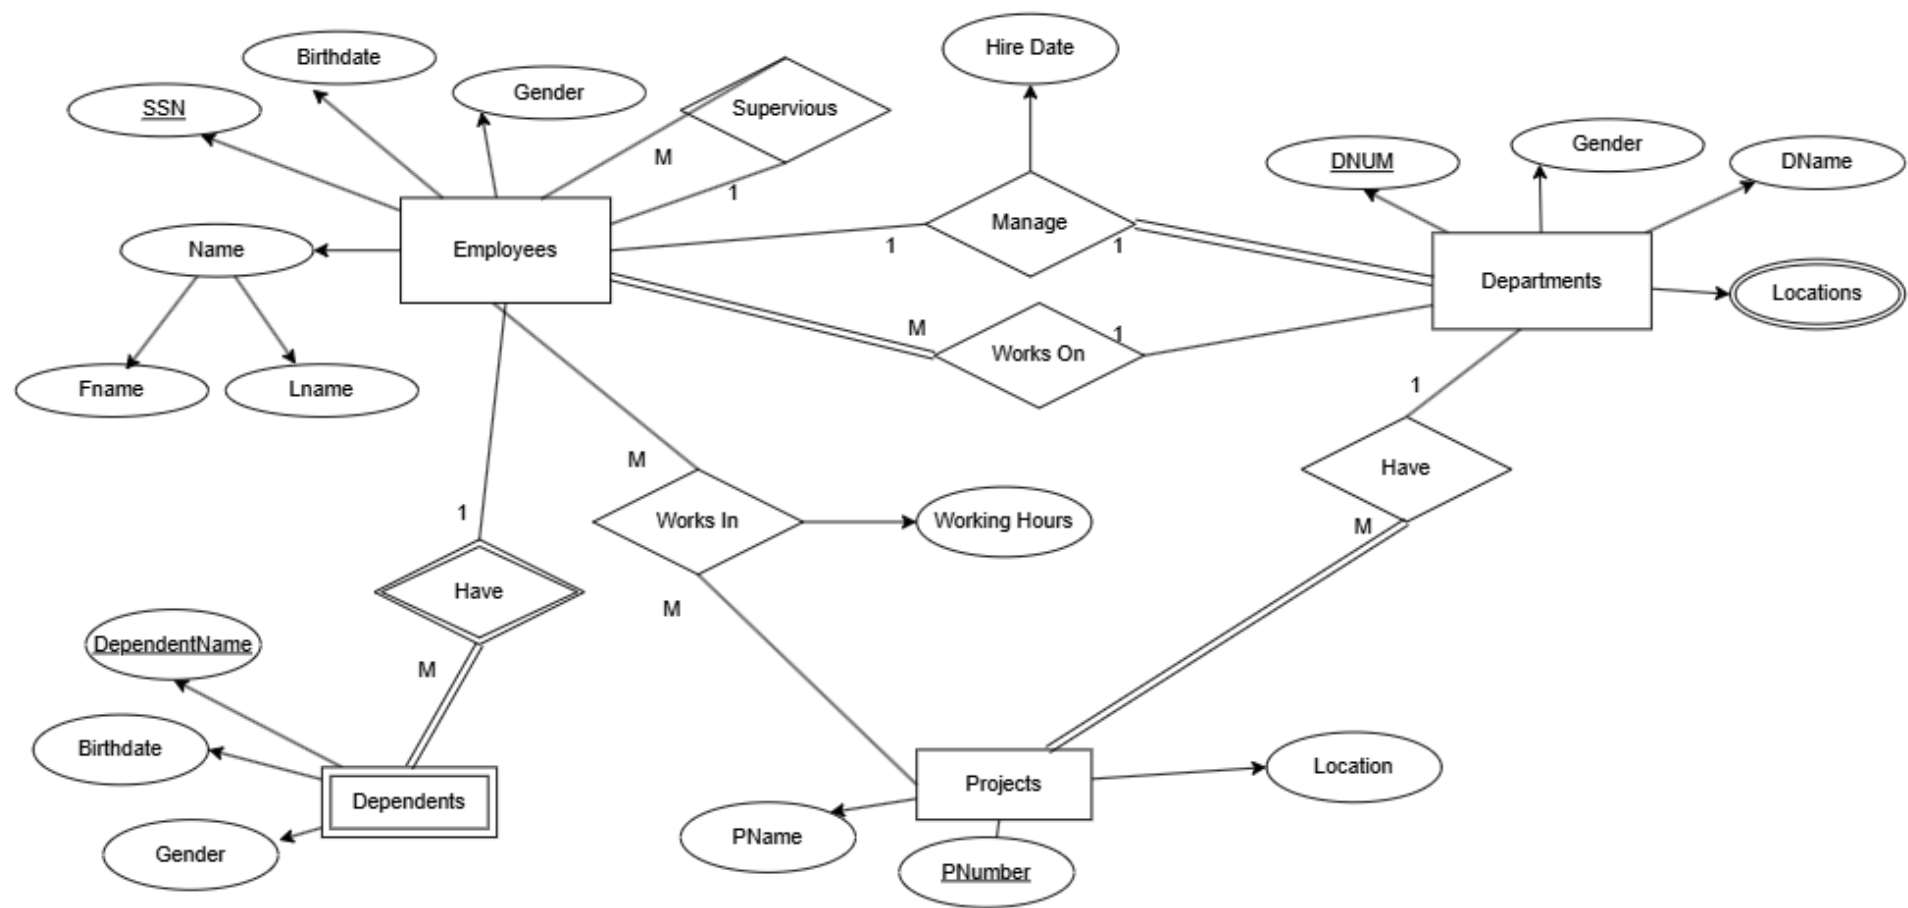 Hire Date
Birthdate
Gender
SSN
Supervious
M
1
Gender
DNUM
DName
Manage
1
1
Name
Employees
Departments
Locations
M
1
Works On
Fname
Lname
1
Have
M
M
Works In
Working Hours
M
1
Have
M
DependentName
Birthdate
Dependents
Gender
Projects
Location
PName
PNumber